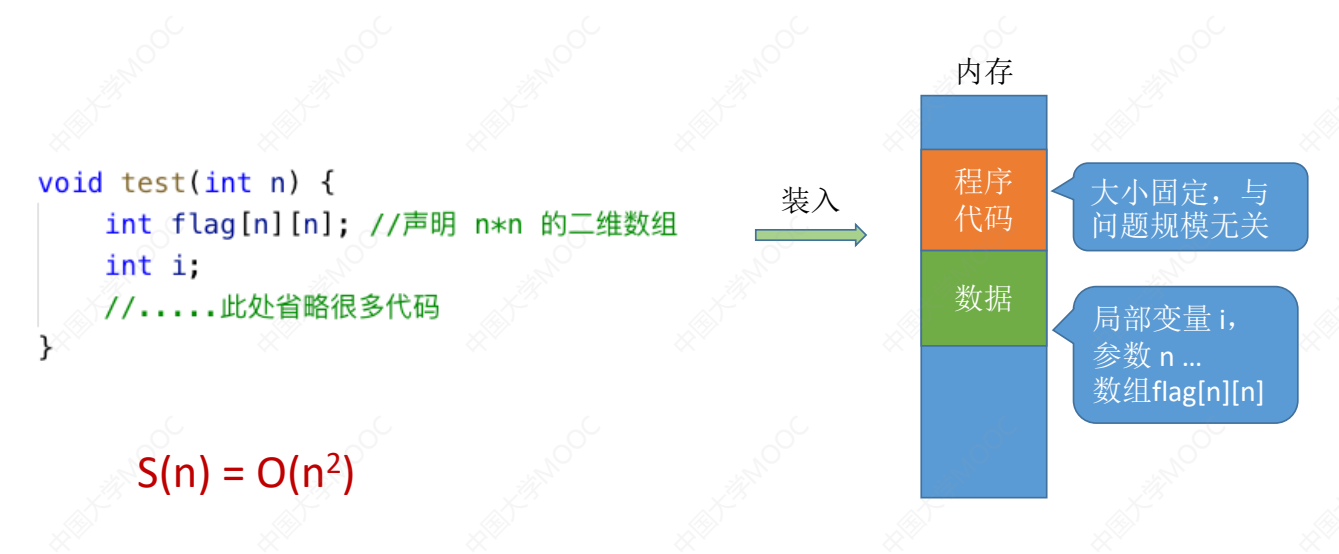 void test(int n) {
int flag[n][n]; //声明 n*n 的二维数组
int i;
//.....此处省略很多代码
}
S(n) = O(n²)
装入
内存
程序
代码
数据
大小固定，与
问题规模无关
局部变量 i，
参数 n ...
数组flag[n][n]
中国大学MOOC